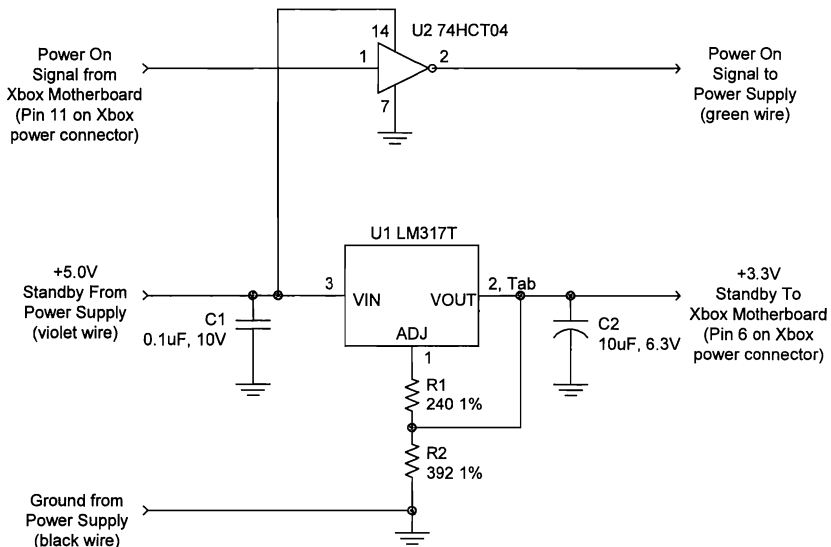 Power On
Signal from
Xbox Motherboard
(Pin 11 on Xbox
power connector)
14
U2 74HCT04
1
2
7
Power On
Signal to
Power Supply
(green wire)
+5.0V
Standby From
Power Supply
(violet wire)
C1
0.1uF, 10V
U1 LM317T
3
VIN
VOUT
2, Tab
ADJ
1
C2
10uF, 6.3V
+3.3V
Standby To
Xbox Motherboard
(Pin 6 on Xbox
power connector)
R1
240 1%
R2
392 1%
Ground from
Power Supply
(black wire)